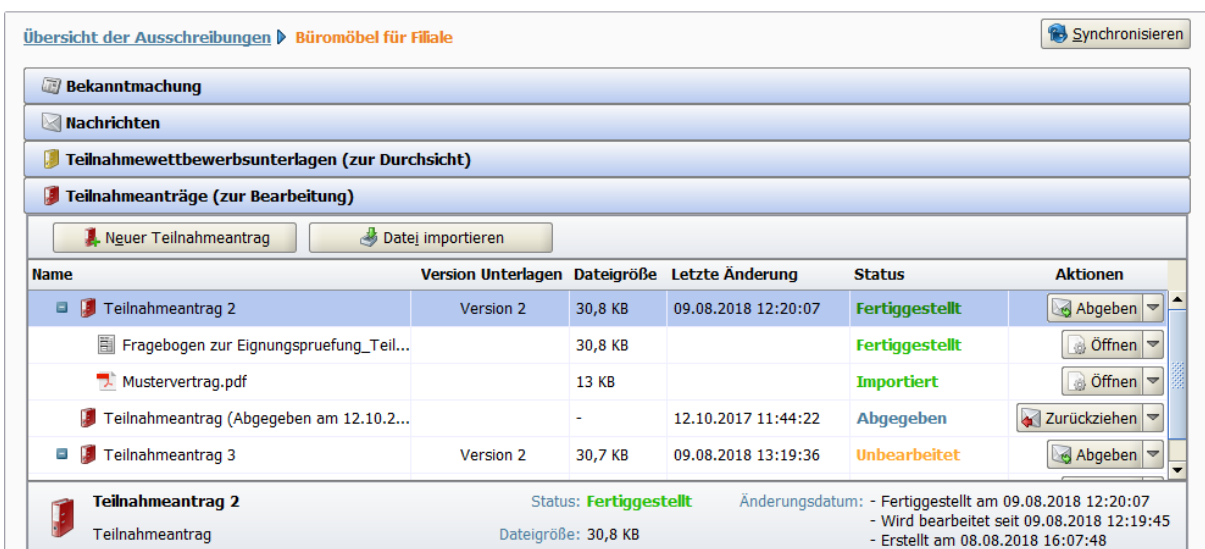 Übersicht der Ausschreibungen Büromöbel für Filiale Synchronisieren
Bekanntmachung
Nachrichten
Teilnahmewettbewerbsunterlagen (zur Durchsicht)
Teilnahmeanträge (zur Bearbeitung)
Neuer Teilnahmeantrag Datei importieren
Name Version Unterlagen Dateigröße Letzte Änderung Status Aktionen
Teilnahmeantrag 2 Version 2 30,8 KB 09.08.2018 12:20:07 Fertiggestellt Abgeben
Fragebogen zur Eignungspruefung_Teil... 30,8 KB Fertiggestellt Öffnen
Mustervertrag.pdf 13 KB Importiert Öffnen
Teilnahmeantrag (Abgegeben am 12.10.2... - 12.10.2017 11:44:22 Abgegeben Zurückziehen
Teilnahmeantrag 3 Version 2 30,7 KB 09.08.2018 13:19:36 Unbearbeitet Abgeben
Teilnahmeantrag 2 Status: Fertiggestellt Änderungsdatum: - Fertiggestellt am 09.08.2018 12:20:07
- Wird bearbeitet seit 09.08.2018 12:19:45
Teilnahmeantrag Dateigröße: 30,8 KB - Erstellt am 08.08.2018 16:07:48